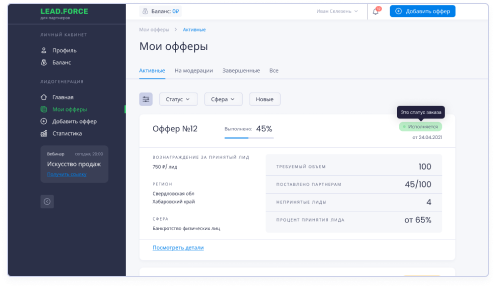 LEAD.FORCE
для партнеров
ЛИЧНЫЙ КАБИНЕТ
Профиль
Баланс
ЛИДОГЕНЕРАЦИЯ
Главная
Мои офферы
Добавить оффер
Статистика
Вебинар сегодня 20:00
Искусство продаж
Баланс: 0₽
Добавить оффер
Мои офферы > Активные
Мои офферы
Активные На модерации Завершенные Все
Статус Сфера Новые
Это статус заказа
Оффер №12 Выполнено 45% Исполняется
от 24.04.2021
ВОЗНАГРАЖДЕНИЕ ЗА ПРИНЯТЫЙ ЛИД
750 ₽/ лид
РЕГИОН
Свердловская обл
Хабаровский край
СФЕРА
Банкротство физических лиц
ТРЕБУЕМЫЙ ОБЪЕМ 100
ПОСТАВЛЕНО ПАРТНЕРАМ 45/100
НЕПРИНЯТЫЕ ЛИДЫ 4
ПРОЦЕНТ ПРИНЯТИЯ ЛИДА от 65%
Посмотреть детали